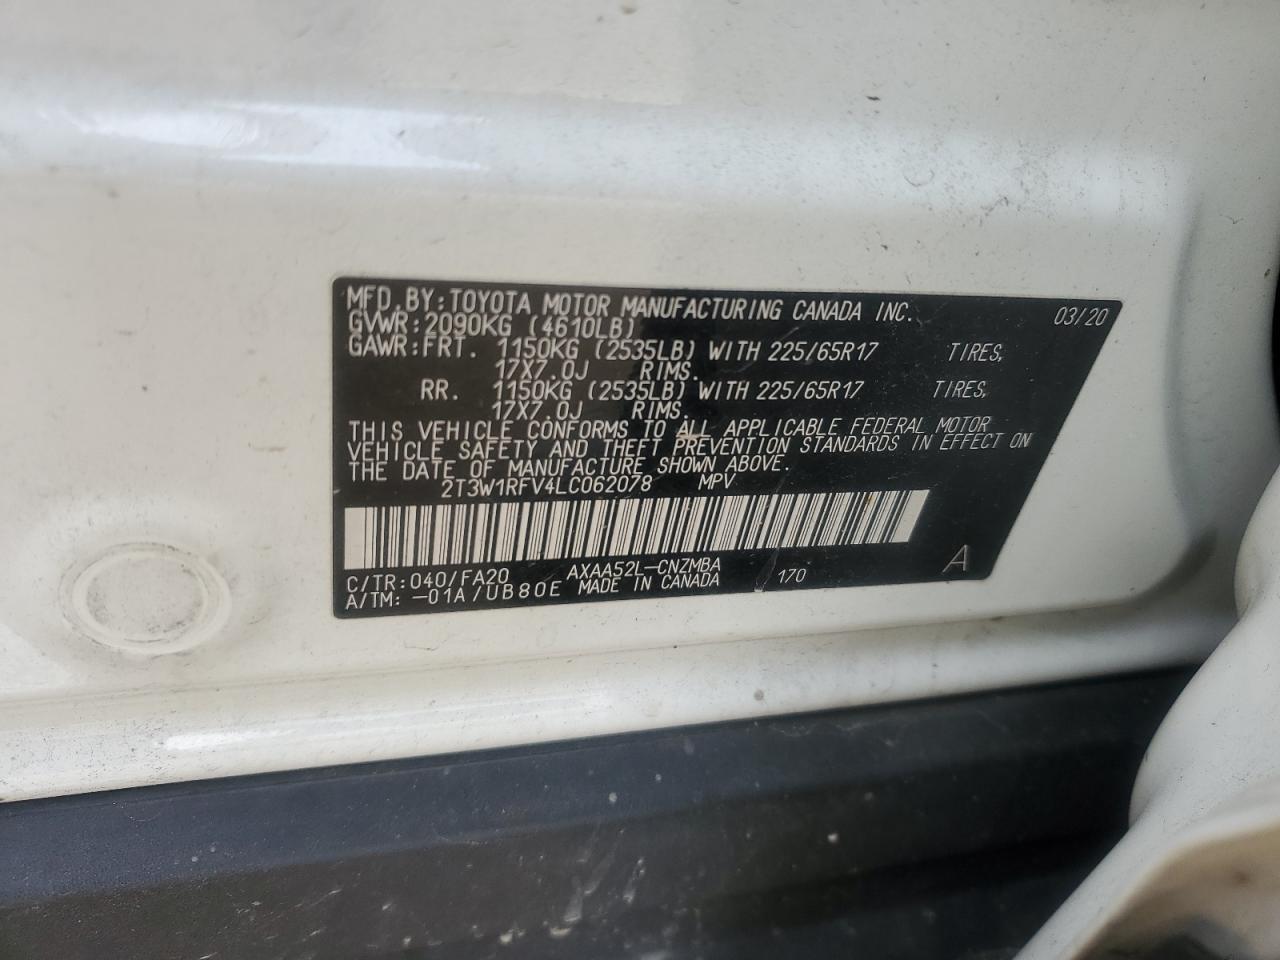 MFD.BY:TOYOTA MOTOR MANUFACTURING CANADA INC. 03/20
GVWR:2090KG (4610LB)
GAWR:FRT. 1150KG (2535LB) WITH 225/65R17 TIRES,
17X7.0J RIMS.
RR. 1150KG (2535LB) WITH 225/65R17 TIRES,
17X7.0J RIMS.
THIS VEHICLE CONFORMS TO ALL APPLICABLE FEDERAL MOTOR
VEHICLE SAFETY AND THEFT PREVENTION STANDARDS IN EFFECT ON
THE DATE OF MANUFACTURE SHOWN ABOVE.
2T3W1RFV4LC062078 MPV
C/TR:040/FA20 AXAA52L-CNZMBA 170 A
A/TM:-01A/UB80E MADE IN CANADA